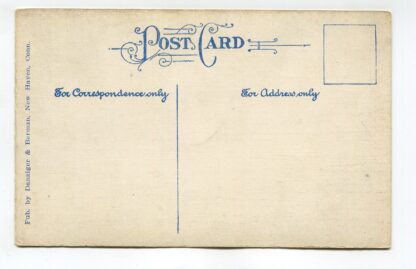 POST CARD
For Correspondence only
For Address only
Pub. by Danziger & Berman, New Haven, Conn.